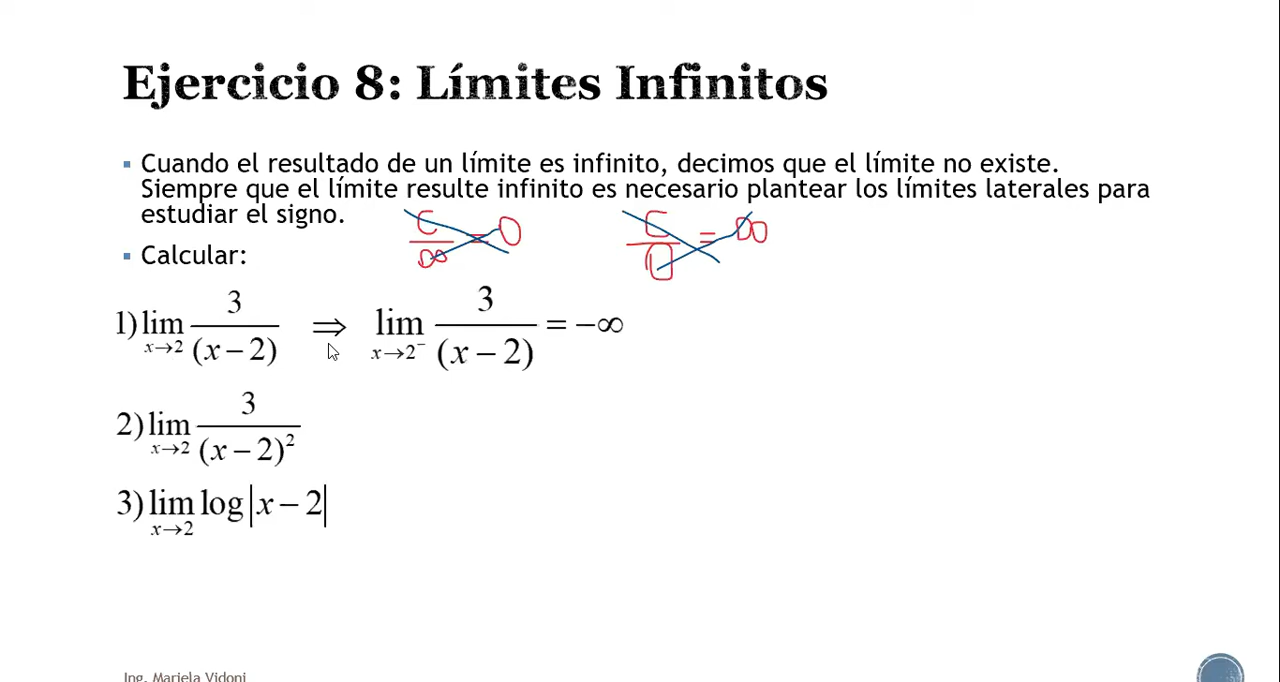 Ejercicio 8: Límites Infinitos
▪ Cuando el resultado de un límite es infinito, decimos que el límite no existe.
Siempre que el límite resulte infinito es necesario plantear los límites laterales para
estudiar el signo.
C/∞ = 0   C/0 = ∞
▪ Calcular:
1) lim x→2 3/(x − 2) ⇒ lim x→2⁻ 3/(x − 2) = −∞
2) lim x→2 3/(x − 2)²
3) lim x→2 log|x − 2|
Ing. Mariela Vidoni